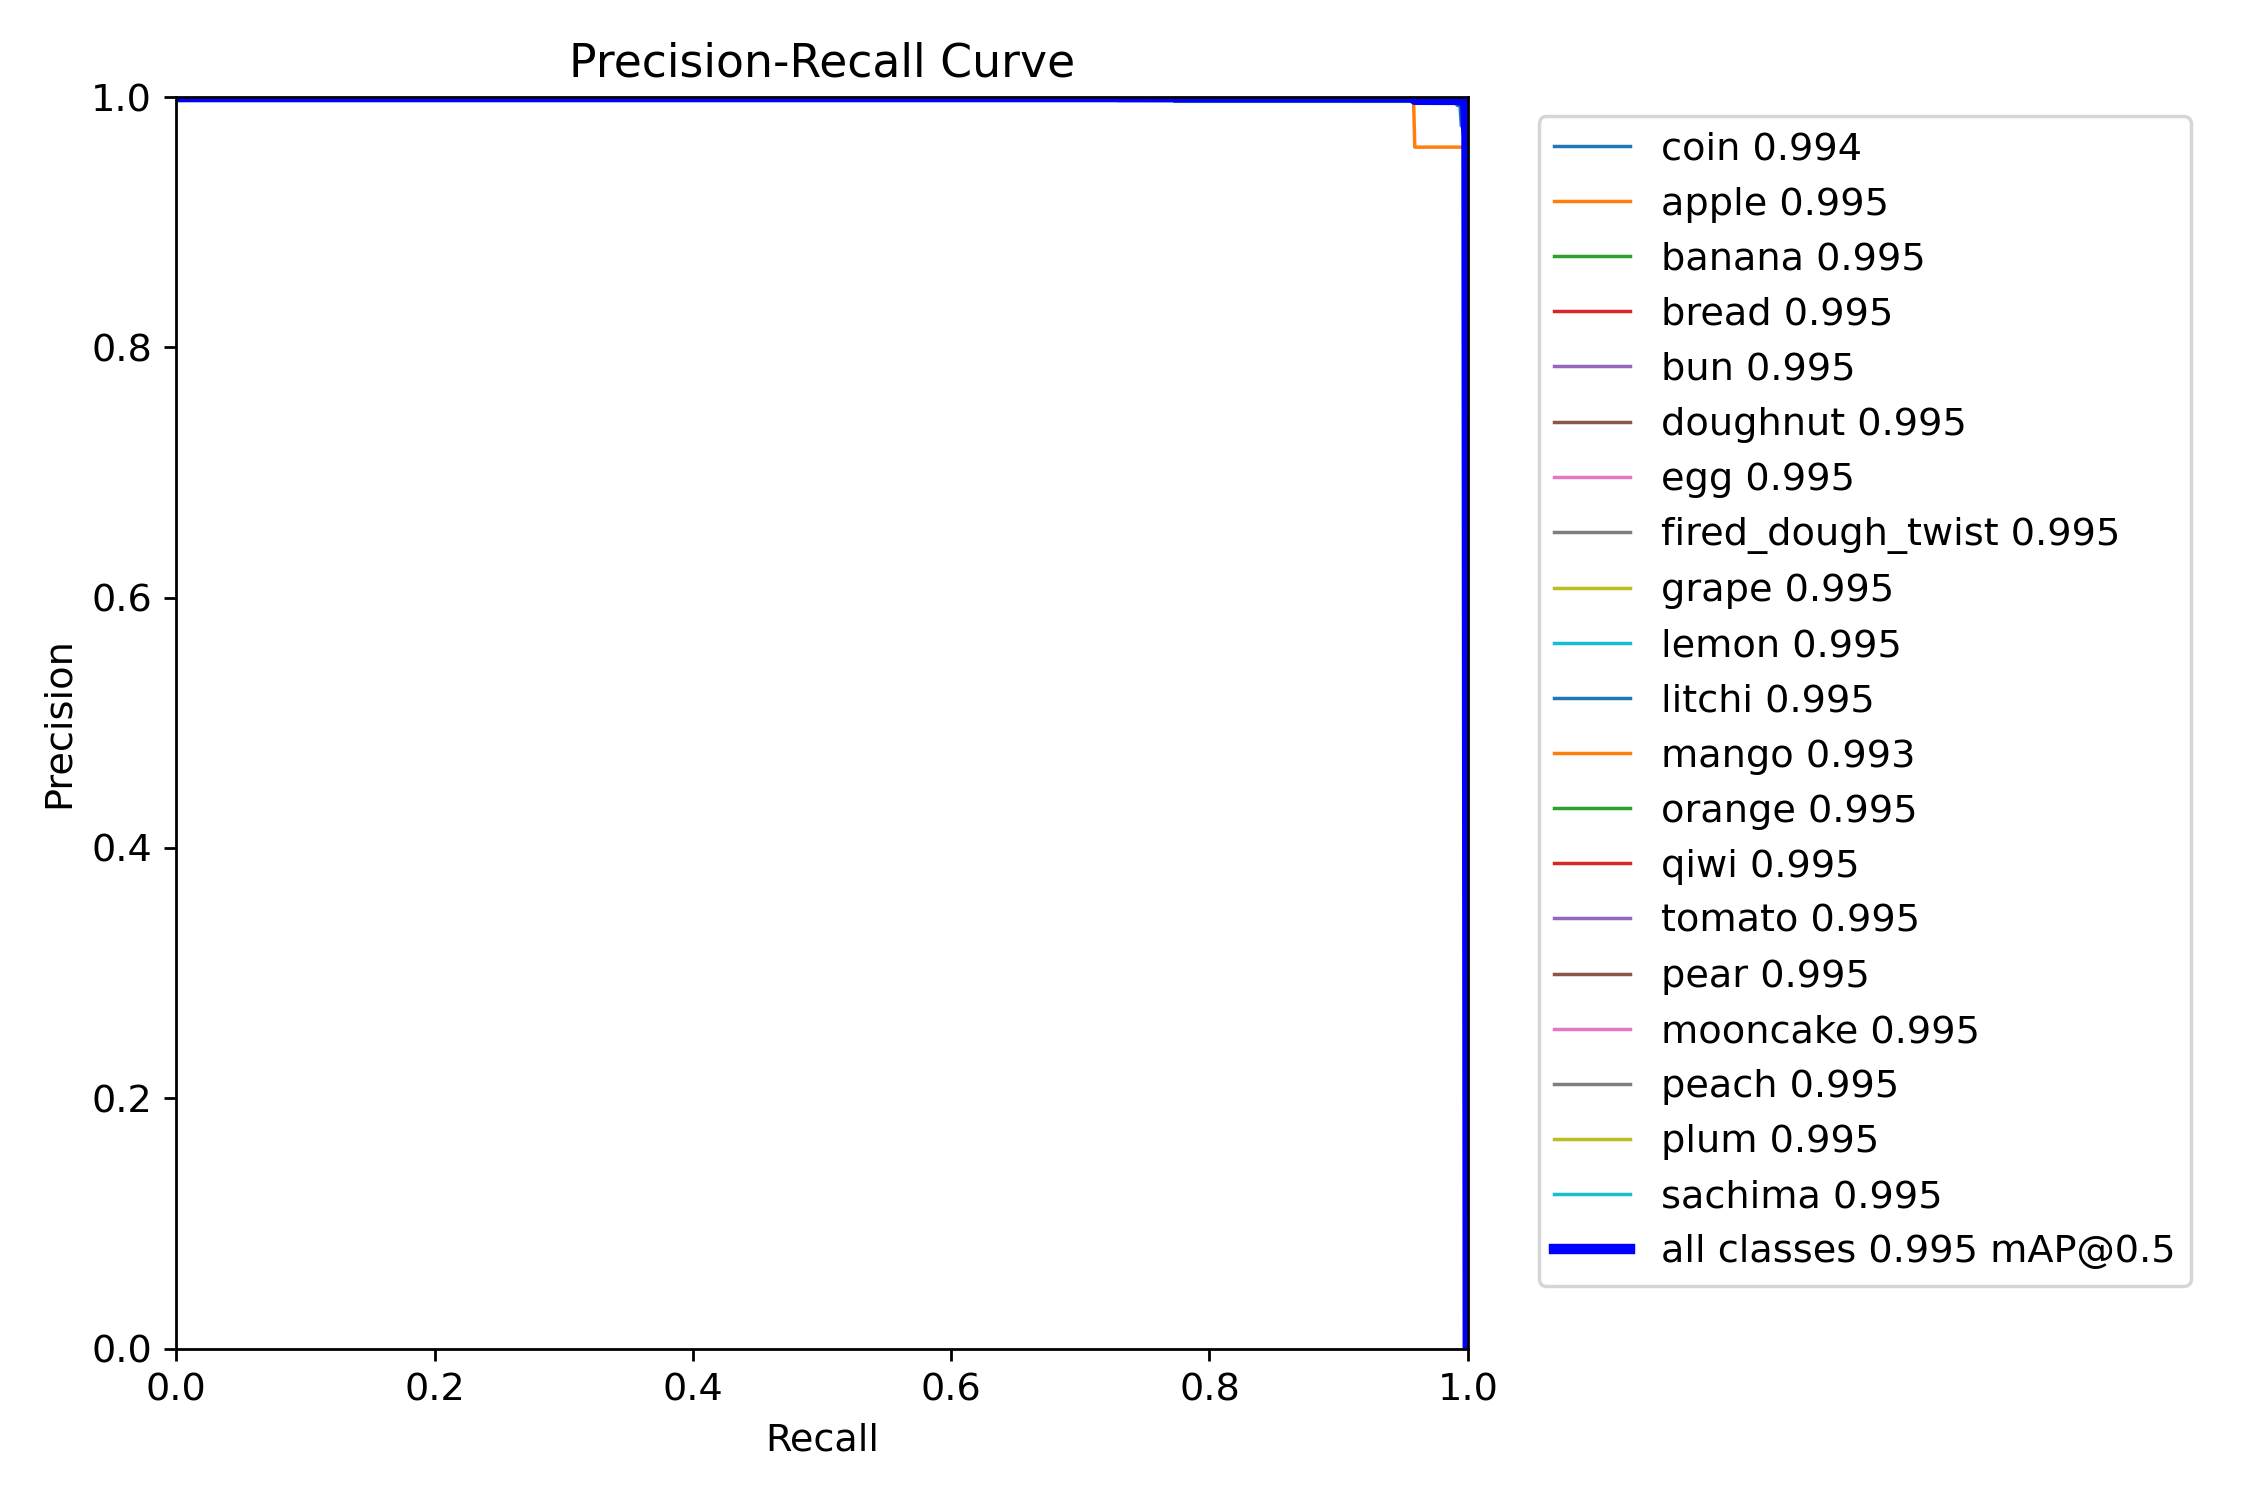 Precision-Recall Curve
1.0
0.8
0.6
0.4
0.2
0.0
Precision
0.0 0.2 0.4 0.6 0.8 1.0
Recall
coin 0.994
apple 0.995
banana 0.995
bread 0.995
bun 0.995
doughnut 0.995
egg 0.995
fired_dough_twist 0.995
grape 0.995
lemon 0.995
litchi 0.995
mango 0.993
orange 0.995
qiwi 0.995
tomato 0.995
pear 0.995
mooncake 0.995
peach 0.995
plum 0.995
sachima 0.995
all classes 0.995 mAP@0.5